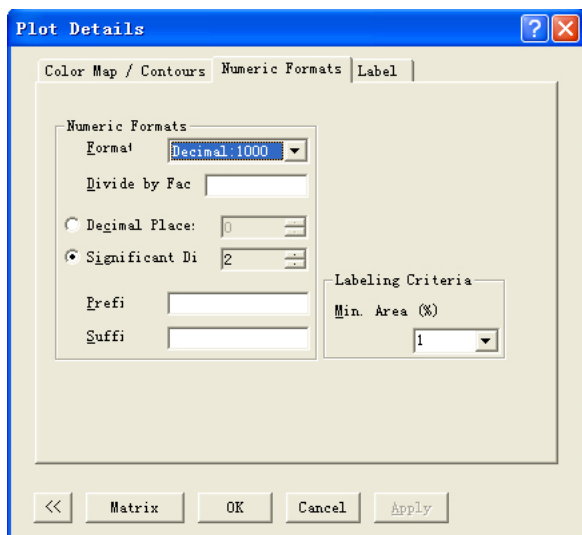 Plot Details
Color Map / Contours Numeric Formats Label
Numeric Formats
Format Decimal:1000
Divide by Fac
Decimal Place: 0
Significant Di 2
Prefi
Suffi
Labeling Criteria
Min. Area (%)
1
<< Matrix OK Cancel Apply